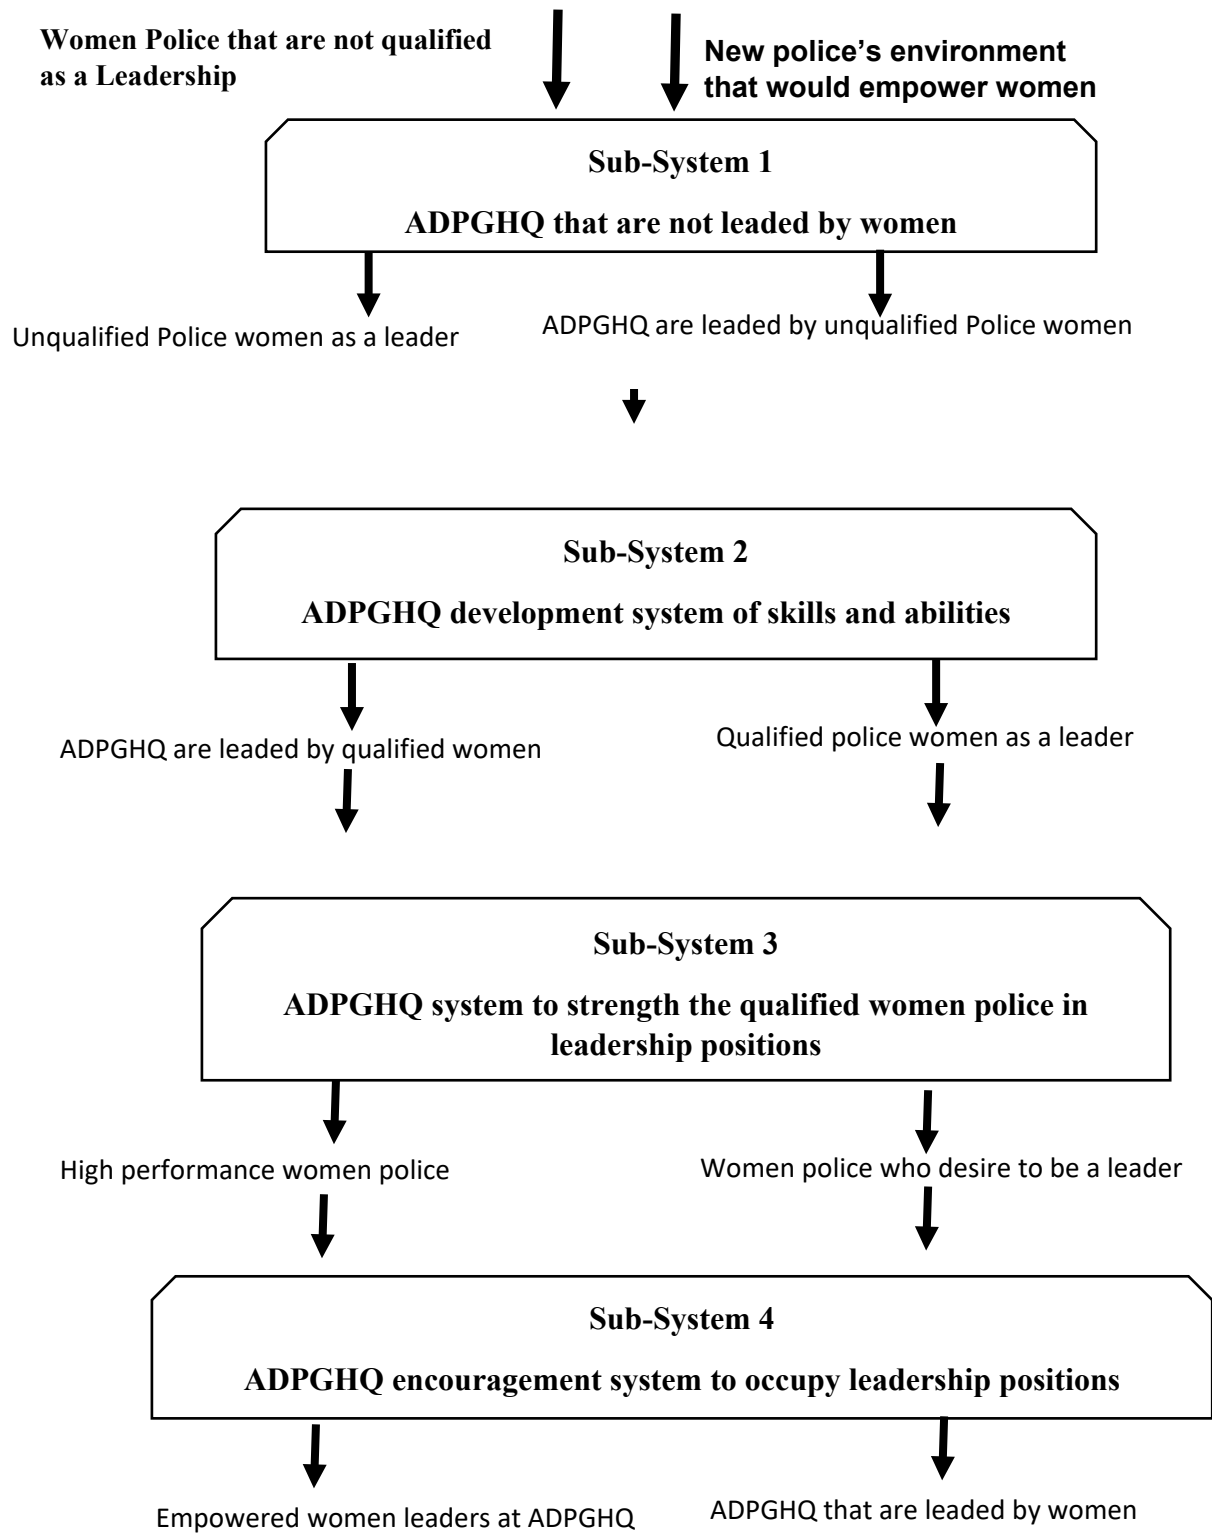 Women Police that are not qualified
as a Leadership
New police's environment
that would empower women
Sub-System 1
ADPGHQ that are not leaded by women
Unqualified Police women as a leader
ADPGHQ are leaded by unqualified Police women
Sub-System 2
ADPGHQ development system of skills and abilities
ADPGHQ are leaded by qualified women
Qualified police women as a leader
Sub-System 3
ADPGHQ system to strength the qualified women police in
leadership positions
High performance women police
Women police who desire to be a leader
Sub-System 4
ADPGHQ encouragement system to occupy leadership positions
Empowered women leaders at ADPGHQ
ADPGHQ that are leaded by women